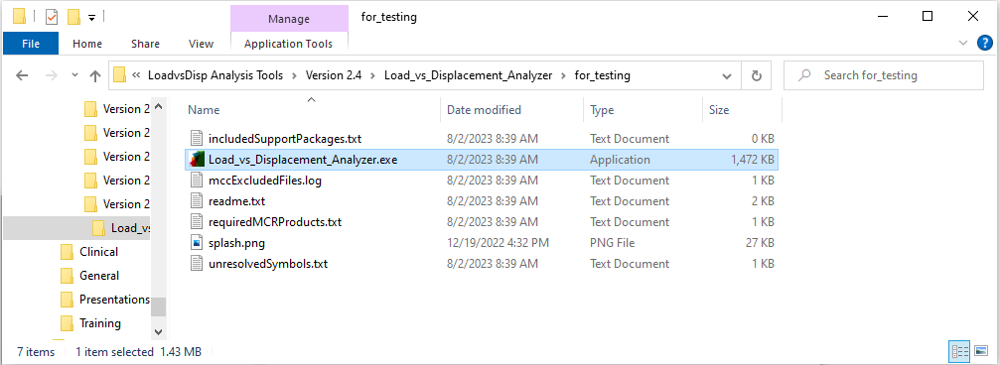 Manage for_testing
File Home Share View Application Tools
« LoadvsDisp Analysis Tools > Version 2.4 > Load_vs_Displacement_Analyzer > for_testing Search for_testing
Name Date modified Type Size
Version 2
Version 2
Version 2
Version 2
Version 2
Load_vs
Clinical
General
Presentations
Training
includedSupportPackages.txt 8/2/2023 8:39 AM Text Document 0 KB
Load_vs_Displacement_Analyzer.exe 8/2/2023 8:39 AM Application 1,472 KB
mccExcludedFiles.log 8/2/2023 8:39 AM Text Document 1 KB
readme.txt 8/2/2023 8:39 AM Text Document 2 KB
requiredMCRProducts.txt 8/2/2023 8:39 AM Text Document 1 KB
splash.png 12/19/2022 4:32 PM PNG File 27 KB
unresolvedSymbols.txt 8/2/2023 8:39 AM Text Document 1 KB
7 items 1 item selected 1.43 MB